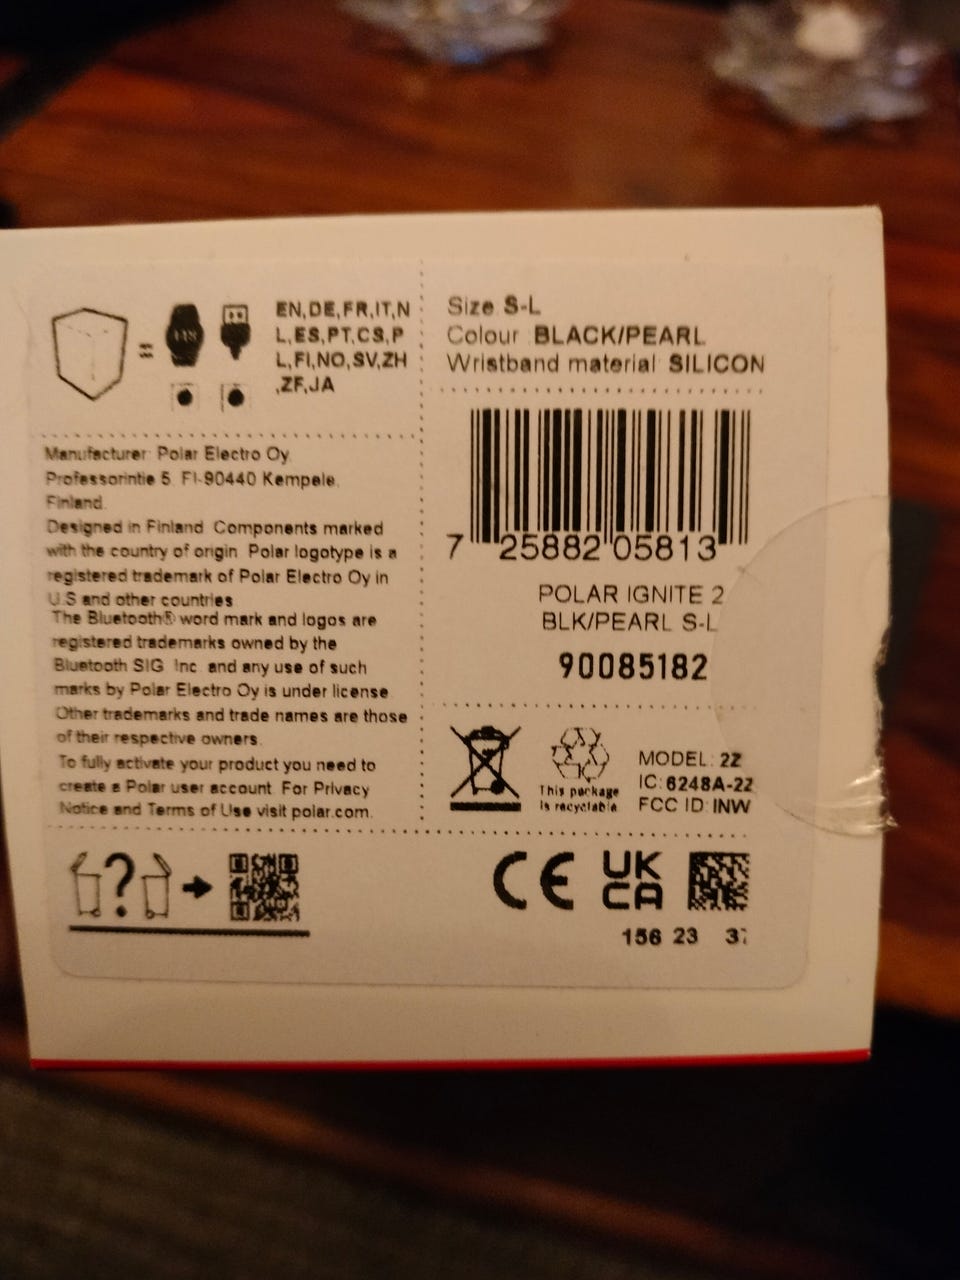 EN,DE,FR,IT,N
L,ES,PT,CS,P
L,FI,NO,SV,ZH
,ZF,JA
Manufacturer: Polar Electro Oy.
Professorintie 5. FI-90440 Kempele.
Finland.
Designed in Finland. Components marked
with the country of origin. Polar logotype is a
registered trademark of Polar Electro Oy in
U.S and other countries
The Bluetooth® word mark and logos are
registered trademarks owned by the
Bluetooth SIG. Inc. and any use of such
marks by Polar Electro Oy is under license.
Other trademarks and trade names are those
of their respective owners.
To fully activate your product you need to
create a Polar user account. For Privacy
Notice and Terms of Use visit polar.com.
Size S-L
Colour BLACK/PEARL
Wristband material SILICON
7 25882 05813
POLAR IGNITE 2
BLK/PEARL S-L
90085182
This package
is recyclable
MODEL: 2Z
IC: 6248A-2Z
FCC ID: INW
CE UK
CA
156 23